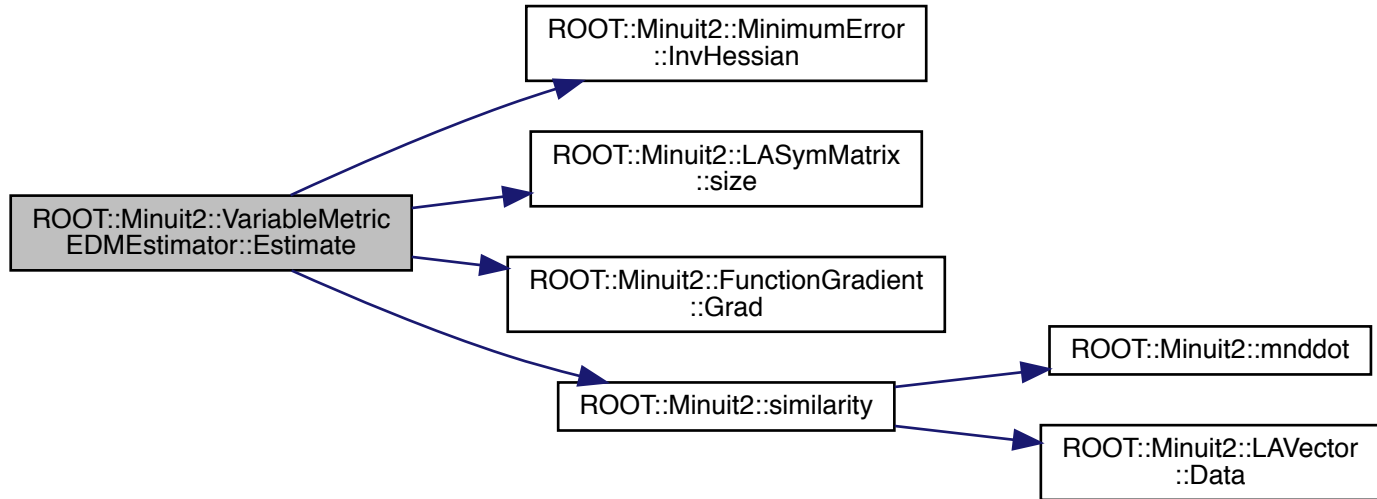 ROOT::Minuit2::MinimumError
::InvHessian
ROOT::Minuit2::LASymMatrix
::size
ROOT::Minuit2::VariableMetric
EDMEstimator::Estimate
ROOT::Minuit2::FunctionGradient
::Grad
ROOT::Minuit2::mnddot
ROOT::Minuit2::similarity
ROOT::Minuit2::LAVector
::Data